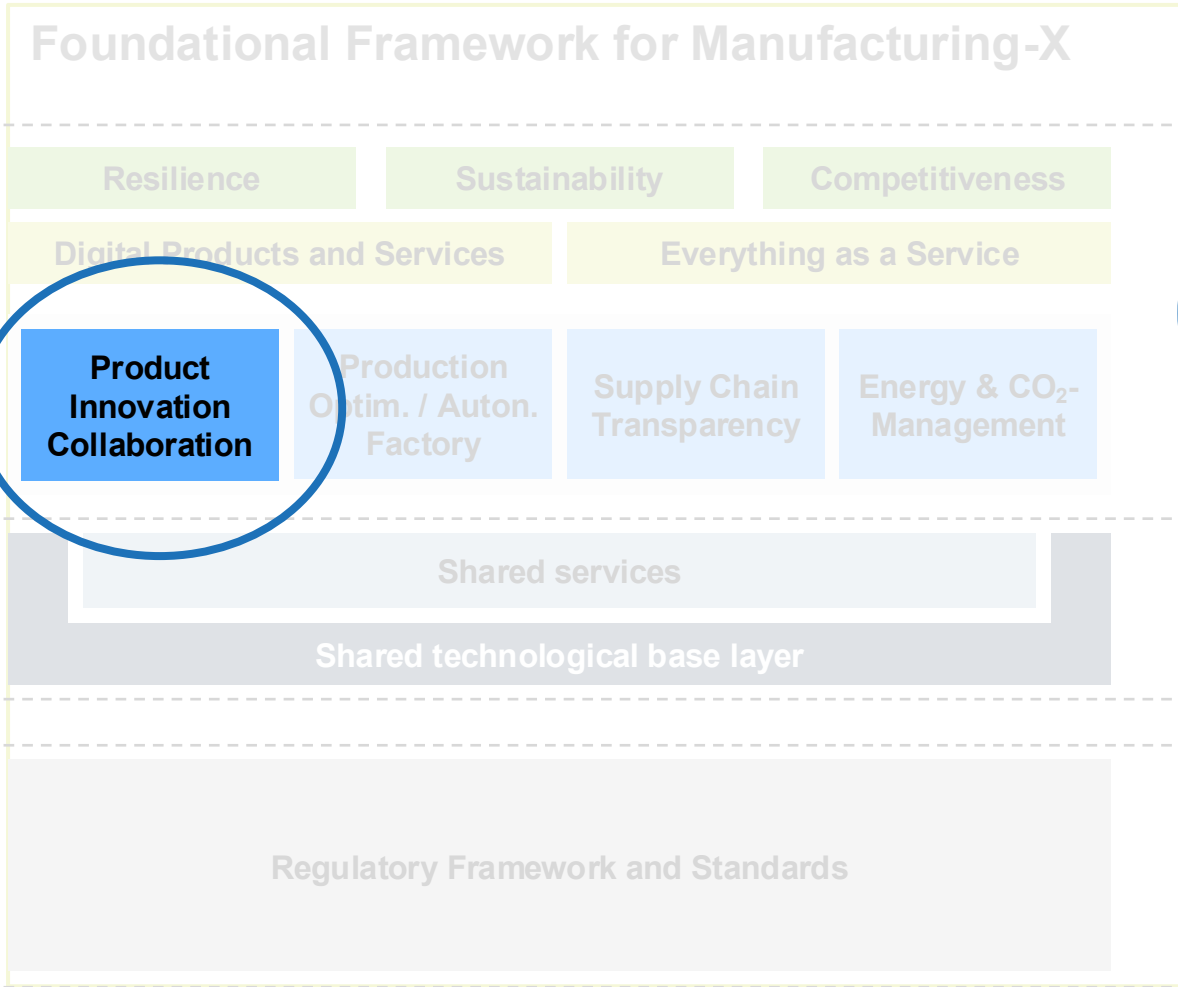 Foundational Framework for Manufacturing-X
Resilience
Sustainability
Competitiveness
Digital Products and Services
Everything as a Service
Product
Innovation
Collaboration
Production
Optim. / Auton.
Factory
Supply Chain
Transparency
Energy & CO₂-
Management
Shared services
Shared technological base layer
Regulatory Framework and Standards